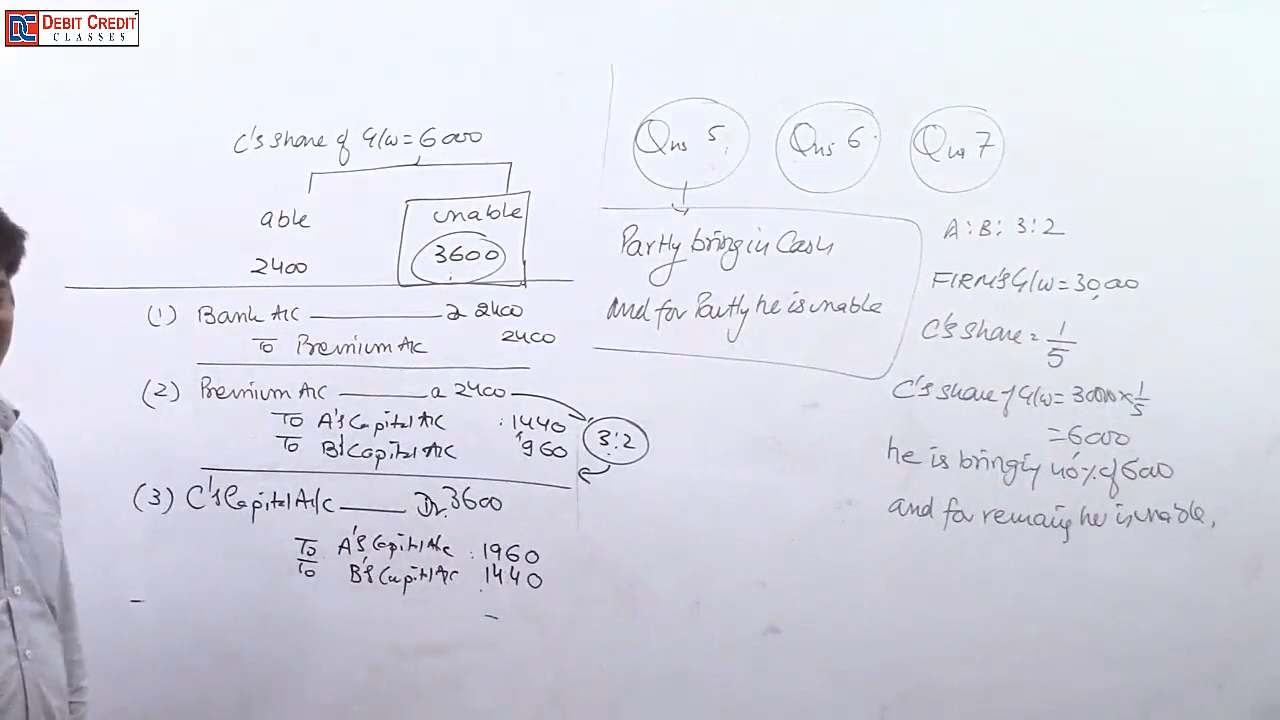 DEBIT CREDIT
CLASSES
C's share of G/W = 6000
able
unable
2400
3600
(1) Bank A/C 2400
To Premium A/C 2400
(2) Premium A/C 2400
To A's Capital A/C 1440
To B's Capital A/C 960
3:2
(3) C's Capital A/C Dr. 3600
To A's Capital A/c 1960
To B's Capital A/c 1440
Qns 5
Qns 6
Qns 7
Partly bring in Cash
and for Partly he is unable
A:B: 3:2
FIRM'S G/W = 30,000
C's share = 1/5
C's share of G/W = 30000 x 1/5
= 6000
he is bringing 40% of 6000
and for remaing he is unable,